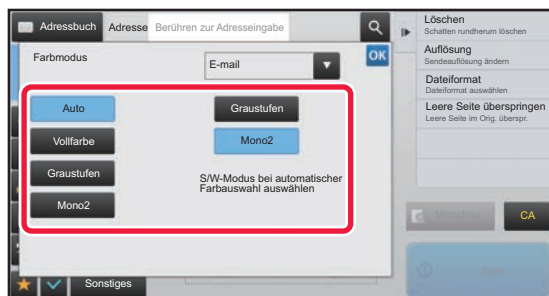 Adressbuch Adresse Berühren zur Adresseingabe
Farbmodus
E-mail
OK
Auto
Vollfarbe
Graustufen
Mono2
Graustufen
Mono2
S/W-Modus bei automatischer
Farbauswahl auswählen
Sonstiges
Löschen
Schatten rundherum löschen
Auflösung
Sendeauflösung ändern
Dateiformat
Dateiformat auswählen
Leere Seite überspringen
Leere Seite im Orig. überspr.
Vorschau
CA
Start